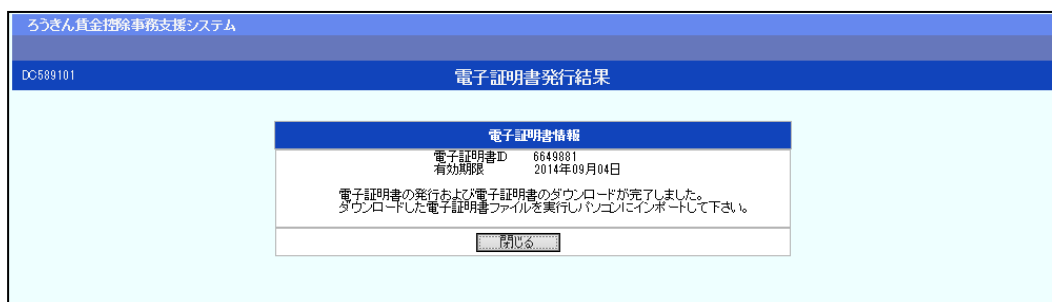 ろうきん賃金控除事務支援システム
DC589101
電子証明書発行結果
電子証明書情報
電子証明書ID 6649881
有効期限 2014年09月04日
電子証明書の発行および電子証明書のダウンロードが完了しました。
ダウンロードした電子証明書ファイルを実行しパソコンにインポートして下さい。
閉じる